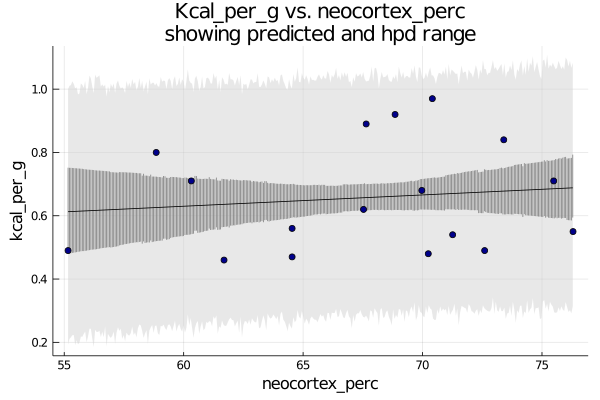 Kcal_per_g vs. neocortex_perc
showing predicted and hpd range
kcal_per_g
1.0
0.8
0.6
0.4
0.2
55 60 65 70 75
neocortex_perc